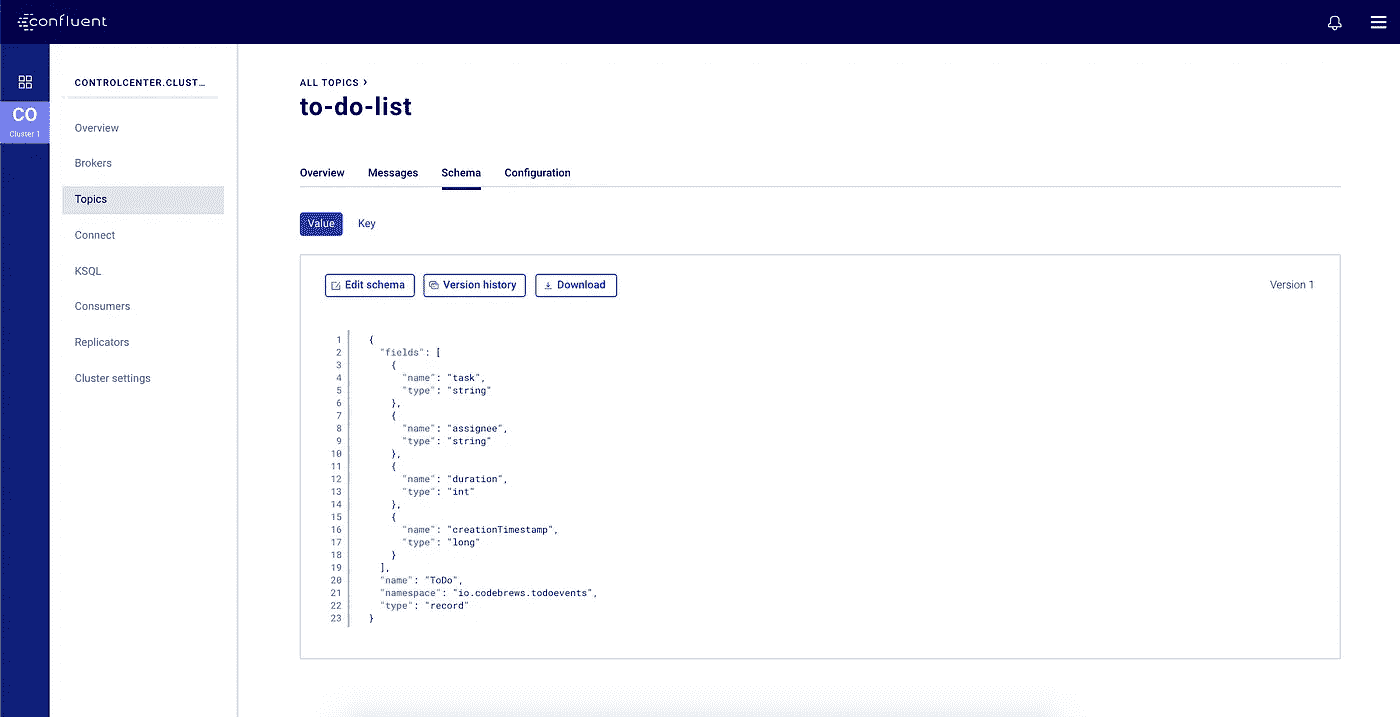 confluent
CO
Cluster 1
CONTROLCENTER.CLUST...
Overview
Brokers
Topics
Connect
KSQL
Consumers
Replicators
Cluster settings
ALL TOPICS >
to-do-list
Overview Messages Schema Configuration
Value Key
Edit schema Version history Download Version 1
1 {
2 "fields": [
3 {
4 "name": "task",
5 "type": "string"
6 },
7 {
8 "name": "assignee",
9 "type": "string"
10 },
11 {
12 "name": "duration",
13 "type": "int"
14 },
15 {
16 "name": "creationTimestamp",
17 "type": "long"
18 }
19 ],
20 "name": "ToDo",
21 "namespace": "io.codebrews.todoevents",
22 "type": "record"
23 }